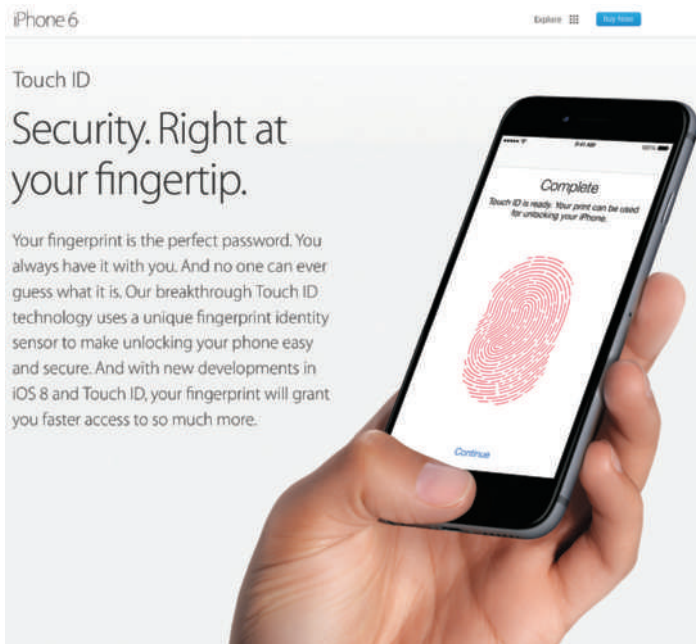 iPhone 6
Explore
Buy Now
Touch ID
Security. Right at
your fingertip.
Your fingerprint is the perfect password. You
always have it with you. And no one can ever
guess what it is. Our breakthrough Touch ID
technology uses a unique fingerprint identity
sensor to make unlocking your phone easy
and secure. And with new developments in
iOS 8 and Touch ID, your fingerprint will grant
you faster access to so much more.
9:41 AM
100%
Complete
Touch ID is ready. Your print can be used
for unlocking your iPhone.
Continue